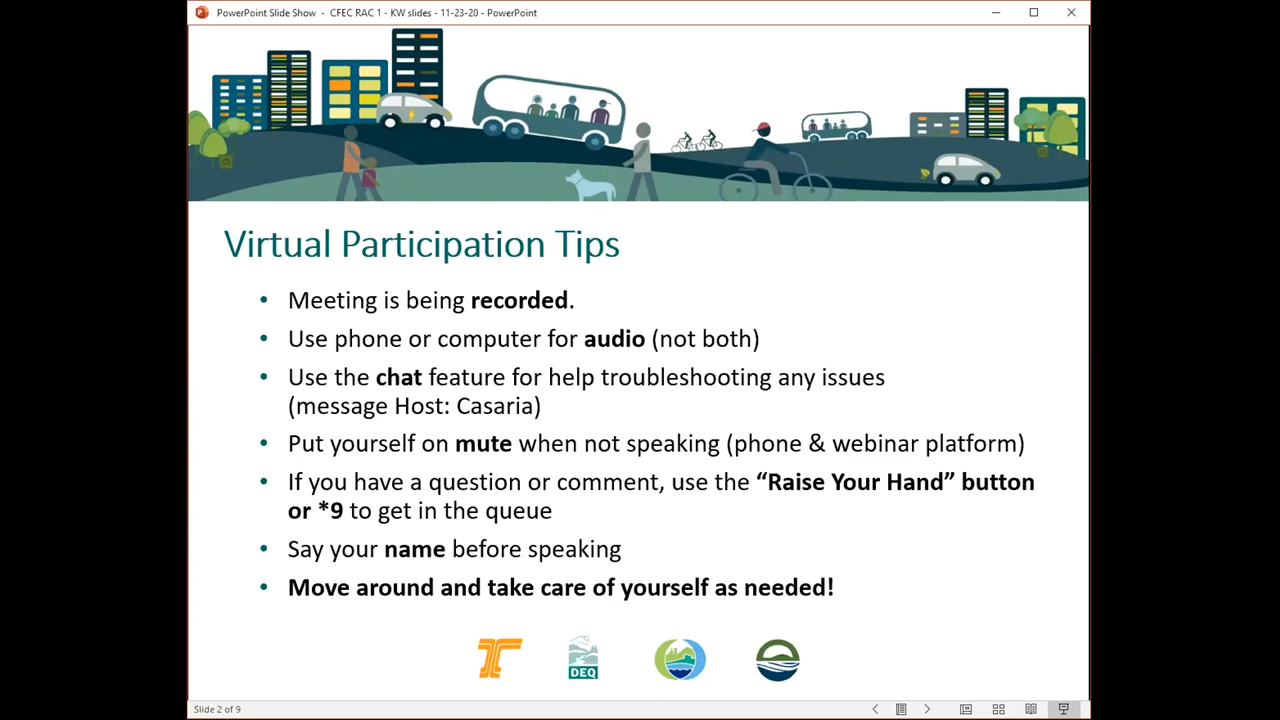 PowerPoint Slide Show - CFEC RAC 1 - KW slides - 11-23-20 - PowerPoint
Virtual Participation Tips
• Meeting is being recorded.
• Use phone or computer for audio (not both)
• Use the chat feature for help troubleshooting any issues
(message Host: Casaria)
• Put yourself on mute when not speaking (phone & webinar platform)
• If you have a question or comment, use the “Raise Your Hand” button
or *9 to get in the queue
• Say your name before speaking
• Move around and take care of yourself as needed!
DEQ
Slide 2 of 9